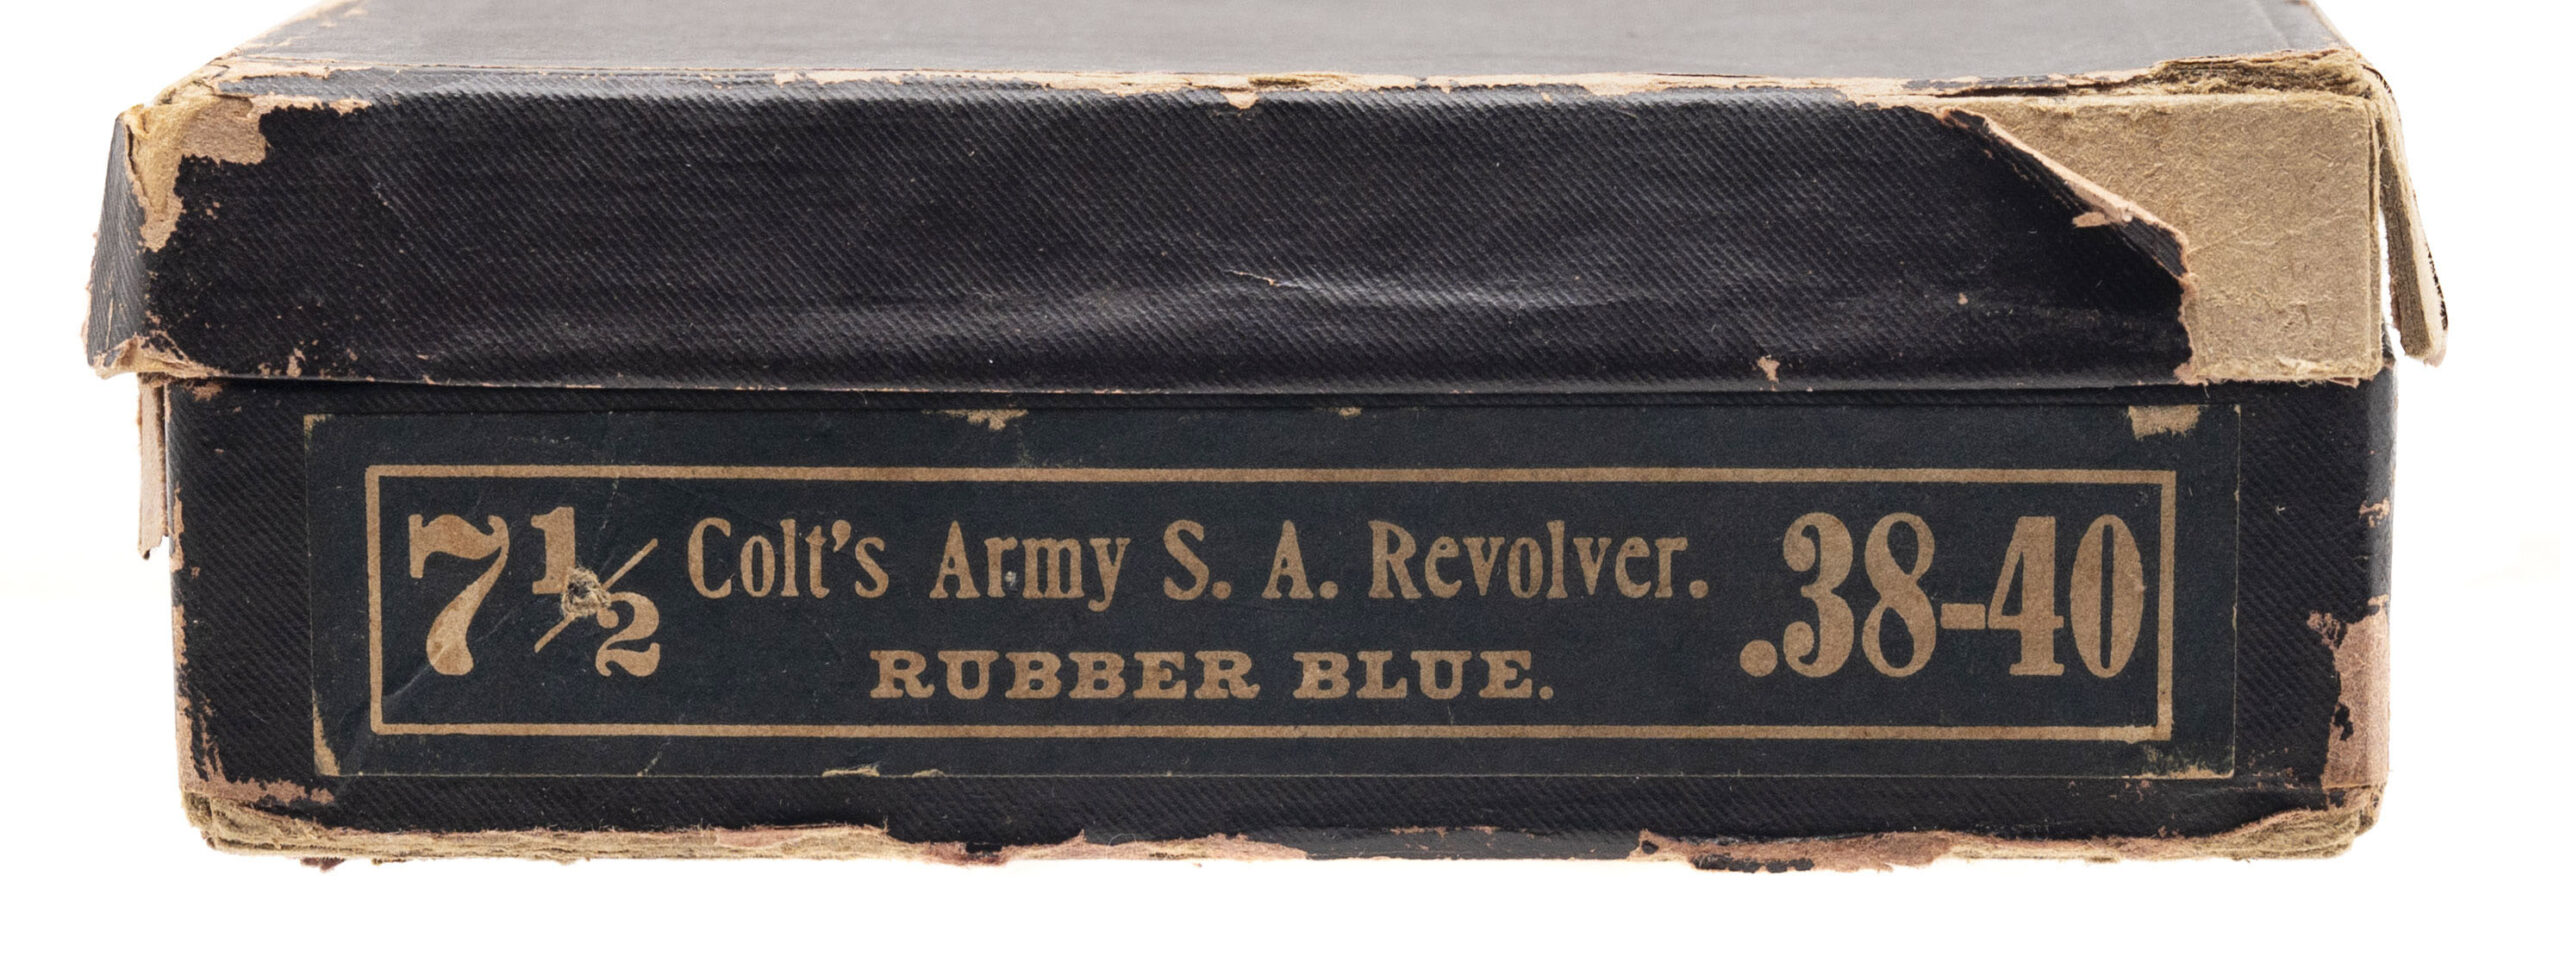 7½ Colt's Army S. A. Revolver. .38-40
RUBBER BLUE.